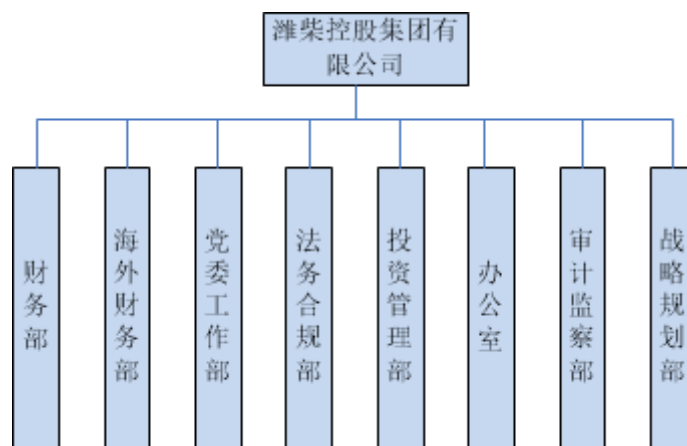 潍柴控股集团有
限公司
财务部
海外财务部
党委工作部
法务合规部
投资管理部
办公室
审计监察部
战略规划部